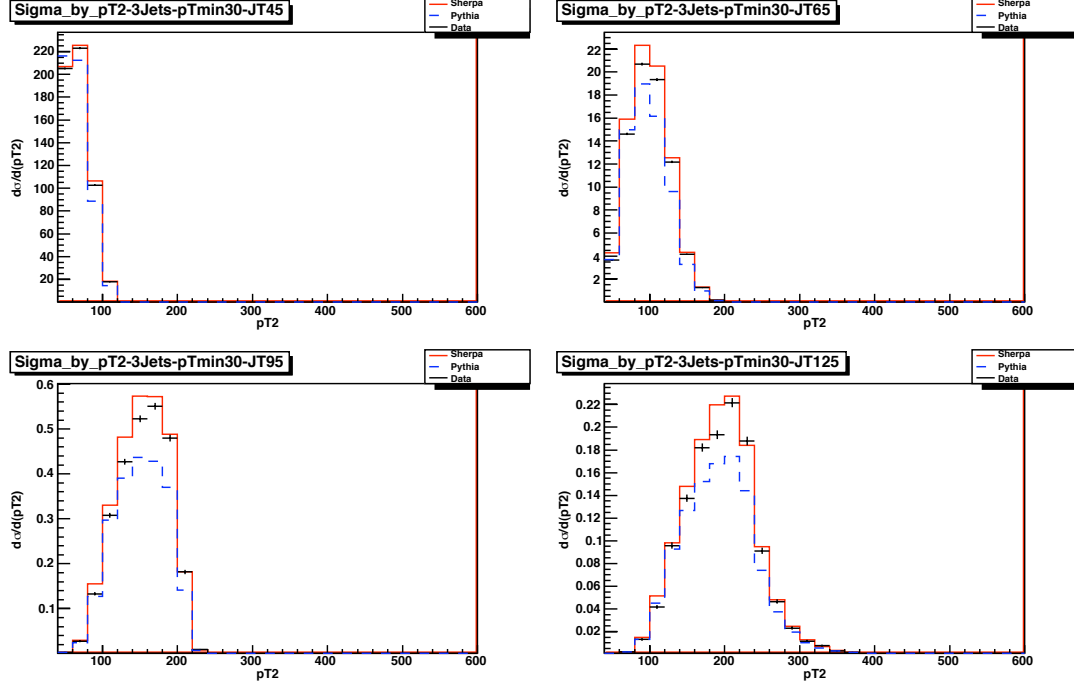 Sigma_by_pT2-3Jets-pTmin30-JT45
Sherpa
Pythia
Data
dσ/d(pT2)
220
200
180
160
140
120
100
80
60
40
20
100 200 300 400 500 600
pT2
Sigma_by_pT2-3Jets-pTmin30-JT65
Sherpa
Pythia
Data
dσ/d(pT2)
22
20
18
16
14
12
10
8
6
4
2
100 200 300 400 500 600
pT2
Sigma_by_pT2-3Jets-pTmin30-JT95
Sherpa
Pythia
Data
dσ/d(pT2)
0.6
0.5
0.4
0.3
0.2
0.1
100 200 300 400 500 600
pT2
Sigma_by_pT2-3Jets-pTmin30-JT125
Sherpa
Pythia
Data
dσ/d(pT2)
0.22
0.2
0.18
0.16
0.14
0.12
0.1
0.08
0.06
0.04
0.02
100 200 300 400 500 600
pT2